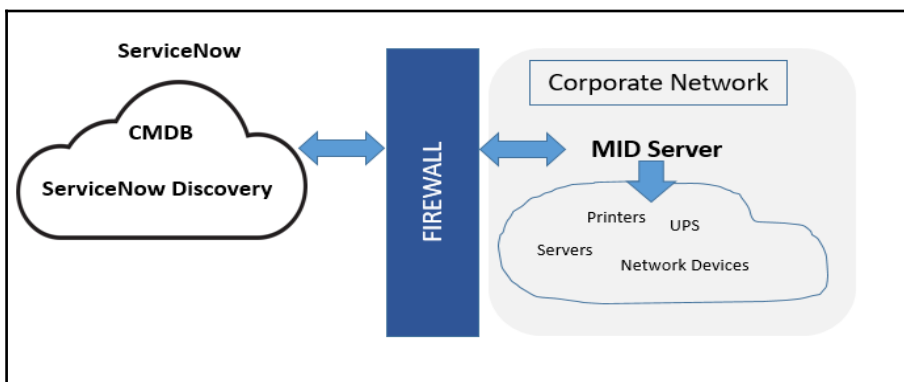 ServiceNow
CMDB
ServiceNow Discovery
FIREWALL
Corporate Network
MID Server
Printers
UPS
Servers
Network Devices